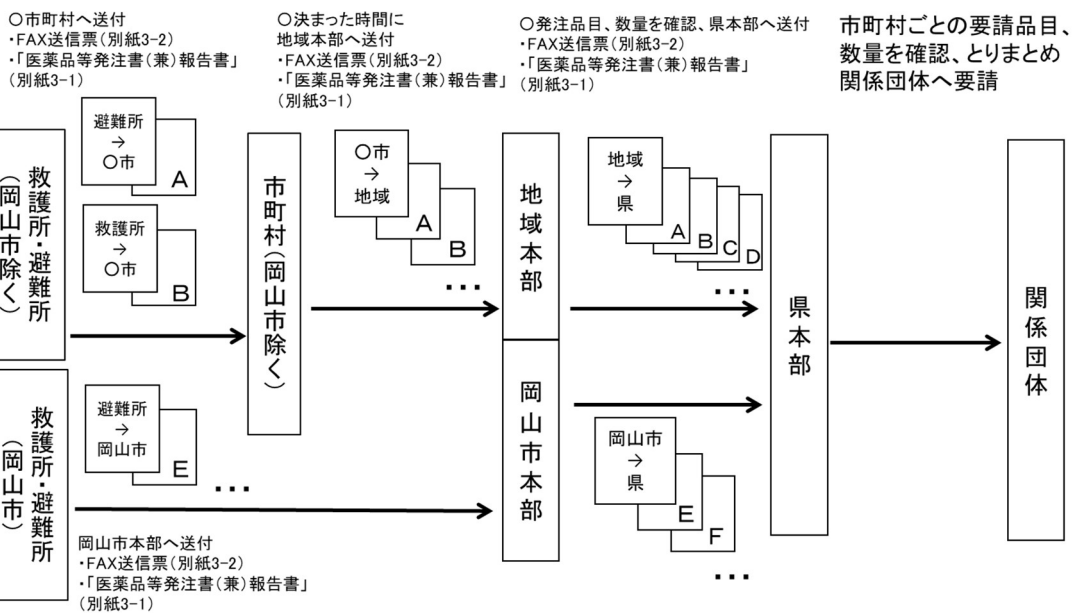 〇市町村へ送付
・FAX送信票(別紙3-2)
・「医薬品等発注書(兼)報告書」
(別紙3-1)
〇決まった時間に
地域本部へ送付
・FAX送信票(別紙3-2)
・「医薬品等発注書(兼)報告書」
(別紙3-1)
〇発注品目、数量を確認、県本部へ送付
・FAX送信票(別紙3-2)
・「医薬品等発注書(兼)報告書」
(別紙3-1)
市町村ごとの要請品目、
数量を確認、とりまとめ
関係団体へ要請
救護所・避難所
(岡山市除く)
避難所
→
〇市
A
救護所
→
〇市
B
市町村(岡山市除く)
〇市
→
地域
A
B
…
地域本部
地域
→
県
A
B
C
D
…
県本部
関係団体
救護所・避難所
(岡山市)
避難所
→
岡山市
E
…
岡山市本部
岡山市
→
県
E
F
…
岡山市本部へ送付
・FAX送信票(別紙3-2)
・「医薬品等発注書(兼)報告書」
(別紙3-1)